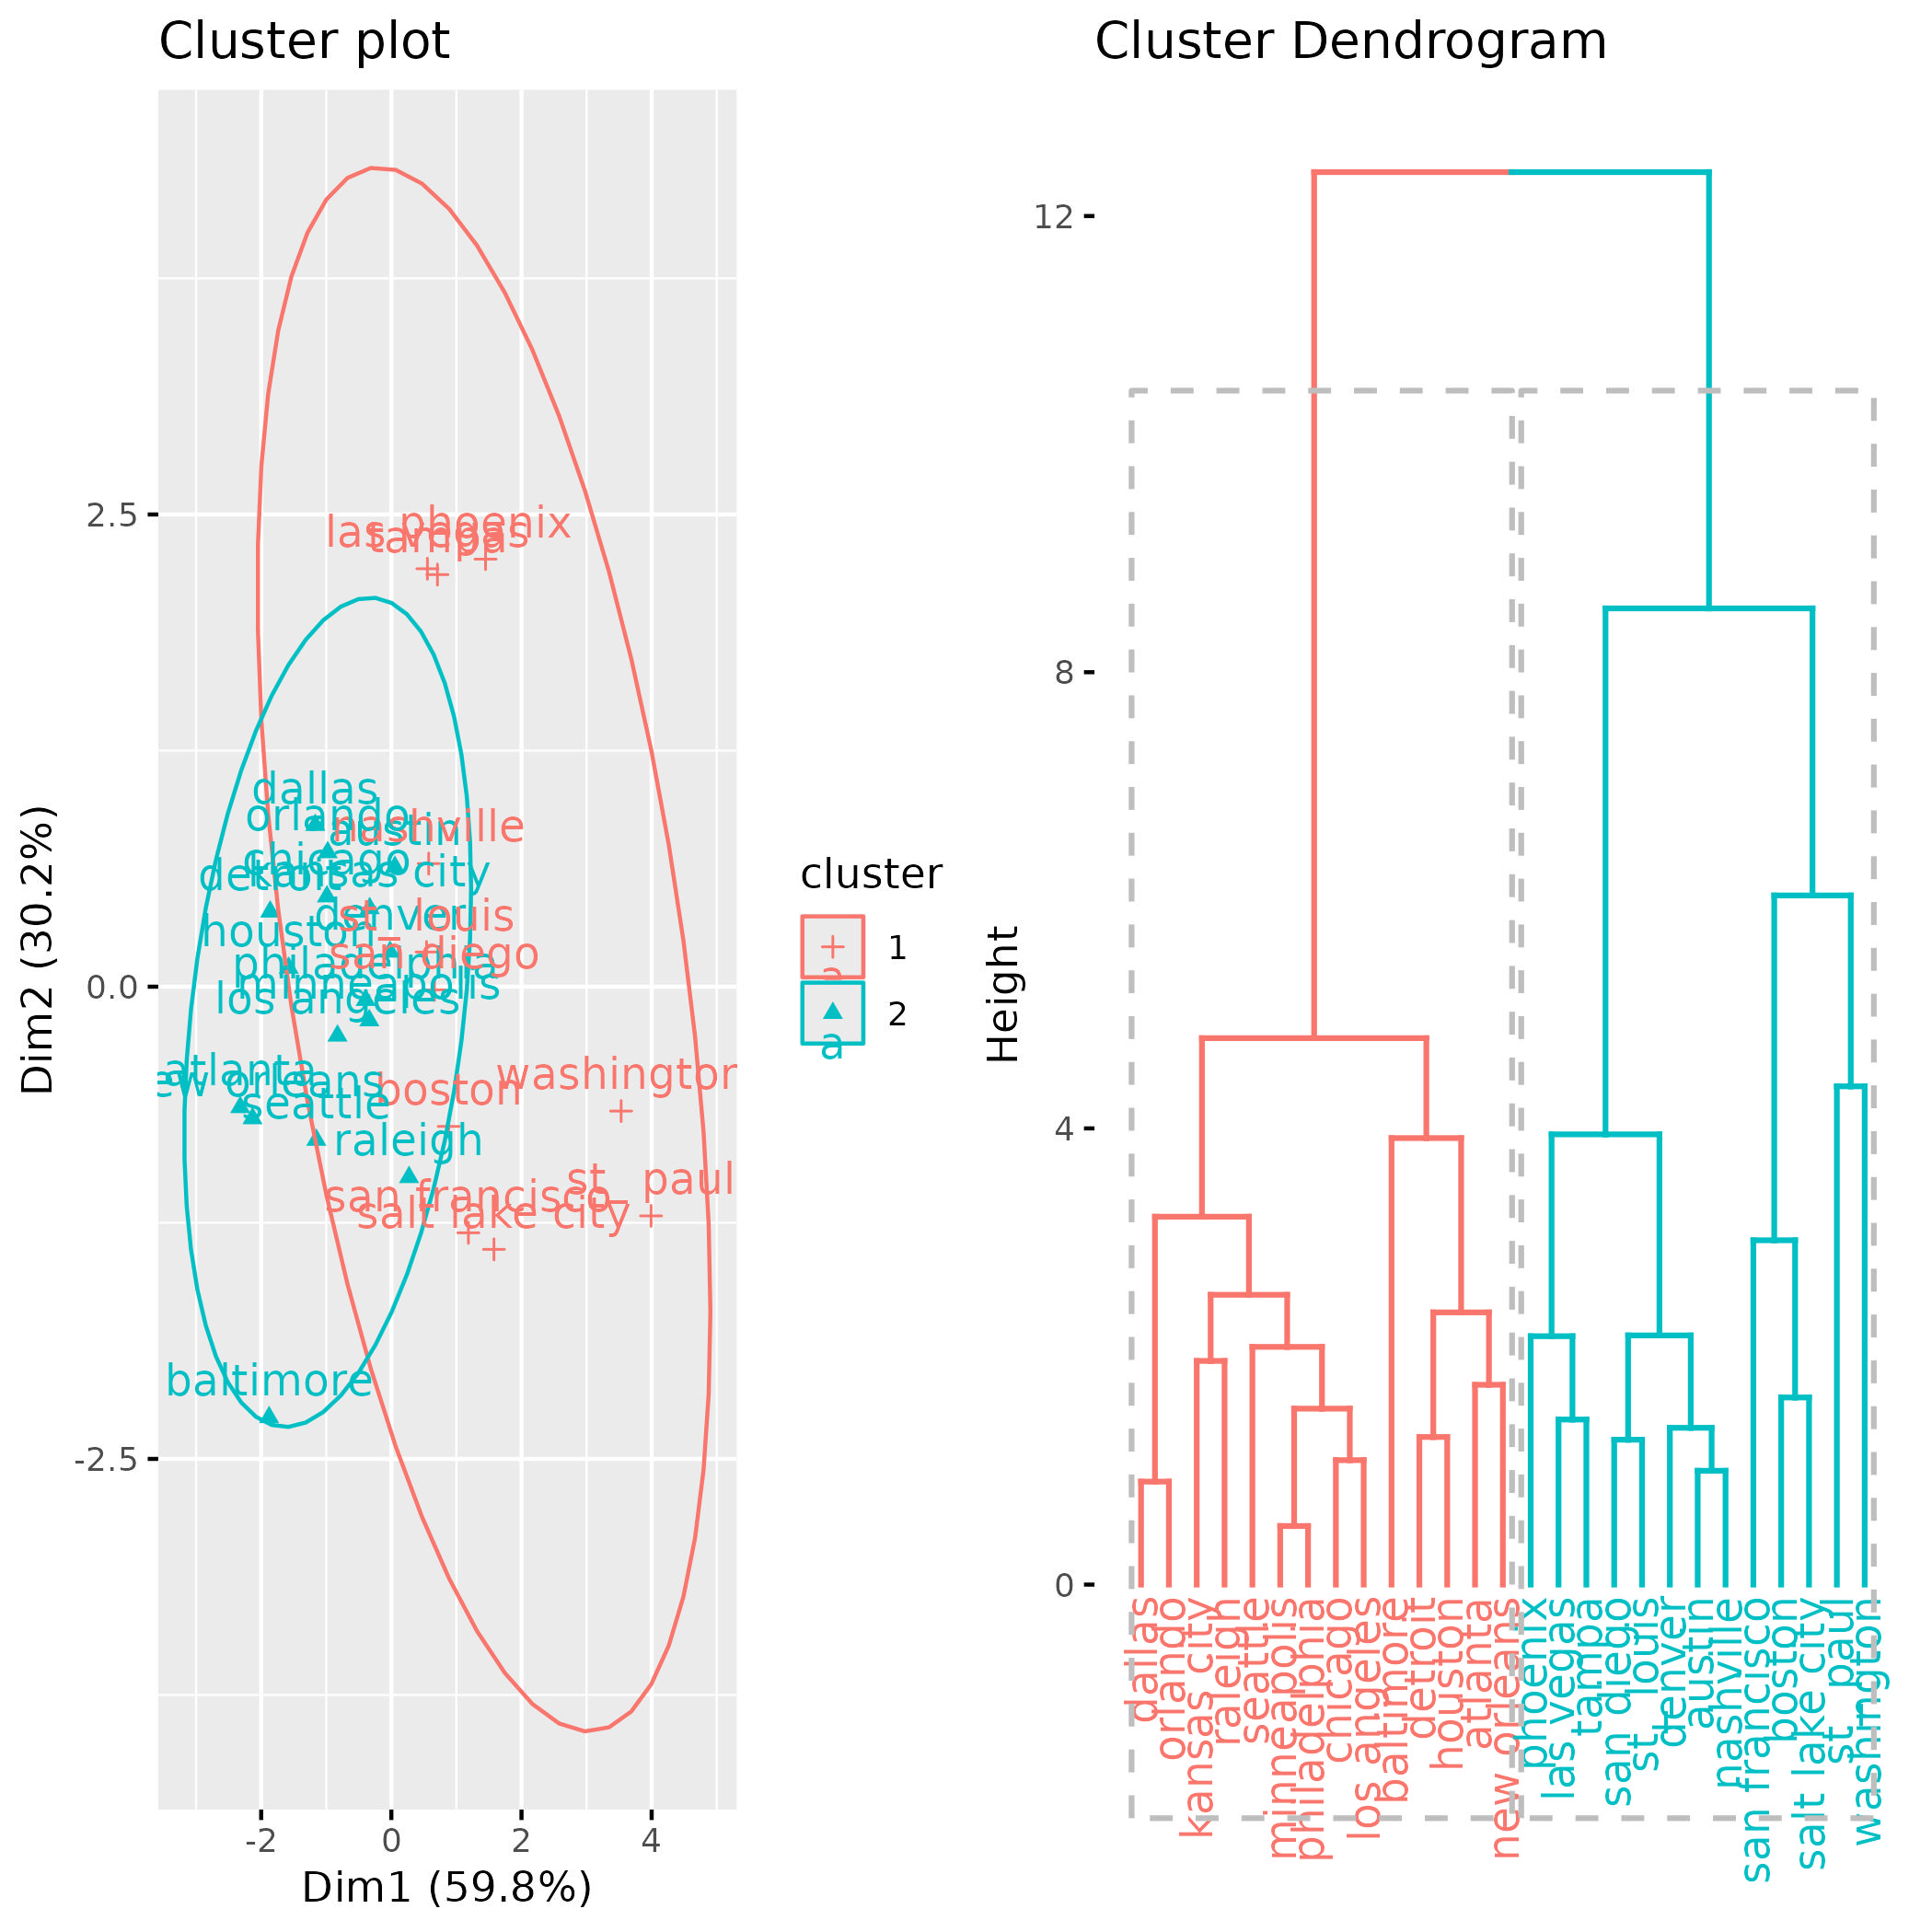 Cluster plot
2.5
0.0
-2.5
Dim2 (30.2%)
-2
0
2
4
Dim1 (59.8%)
phoenix
las vegas
tampa
dallas
orlando
nashville
austin
chicago
detroit
kansas city
st_ louis
denver
houston
san diego
philadelphia
minneapolis
los angeles
atlanta
ew orleans
seattle
boston
washington
raleigh
st_ paul
san francisco
salt lake city
baltimore
cluster
1
a
2
Cluster Dendrogram
12
8
4
0
Height
dallas
orlando
kansas city
raleigh
seattle
minneapolis
philadelphia
chicago
los angeles
baltimore
detroit
houston
atlanta
new orleans
phoenix
las vegas
tampa
san diego
st_ louis
denver
austin
nashville
san francisco
boston
salt lake city
st_ paul
washington